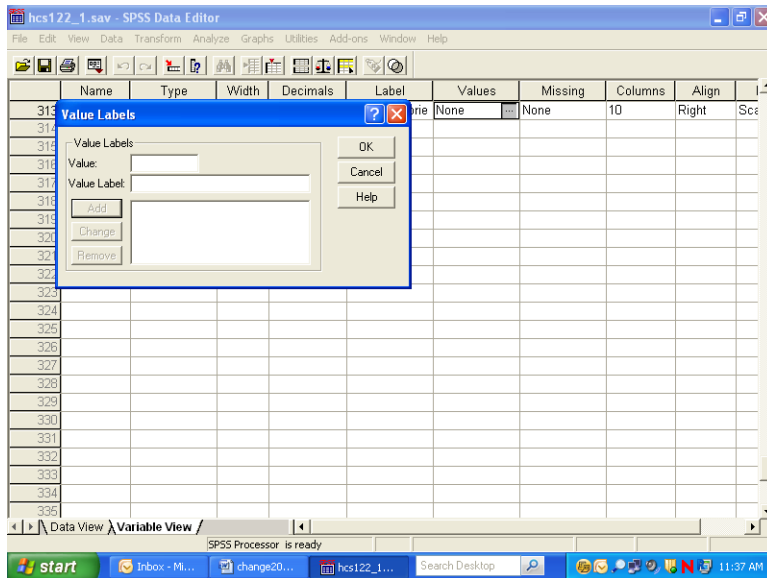 hcs122_1.sav - SPSS Data Editor
File Edit View Data Transform Analyze Graphs Utilities Add-ons Window Help
Name Type Width Decimals Label Values Missing Columns Align
313 orie None ... None 10 Right Sca
Value Labels
314
315 Value Labels OK
316 Value:
Cancel
317 Value Label:
318 Add Help
319
320 Change
321 Remove
322
323
324
325
326
327
328
329
330
331
332
333
334
335
Data View Variable View
SPSS Processor is ready
start Inbox - Mi... change20... hcs122_1... Search Desktop 11:37 AM